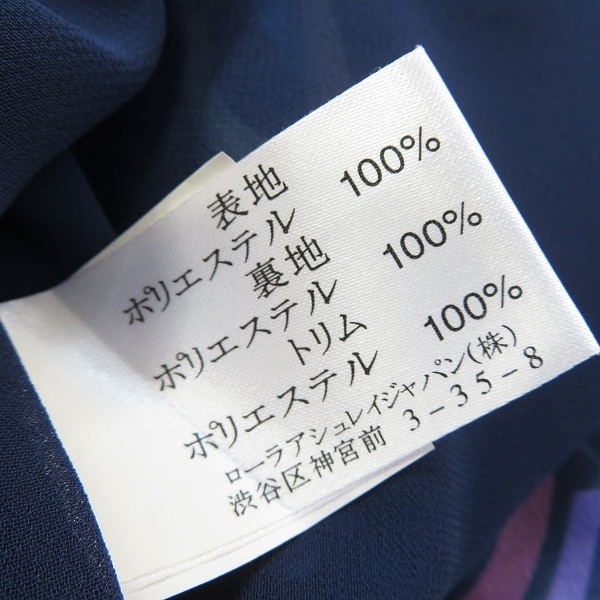 表地
ポリエステル 100%
裏地
ポリエステル 100%
トリム
ポリエステル 100%
ローラアシュレイジャパン(株)
渋谷区神宮前 3-35-8